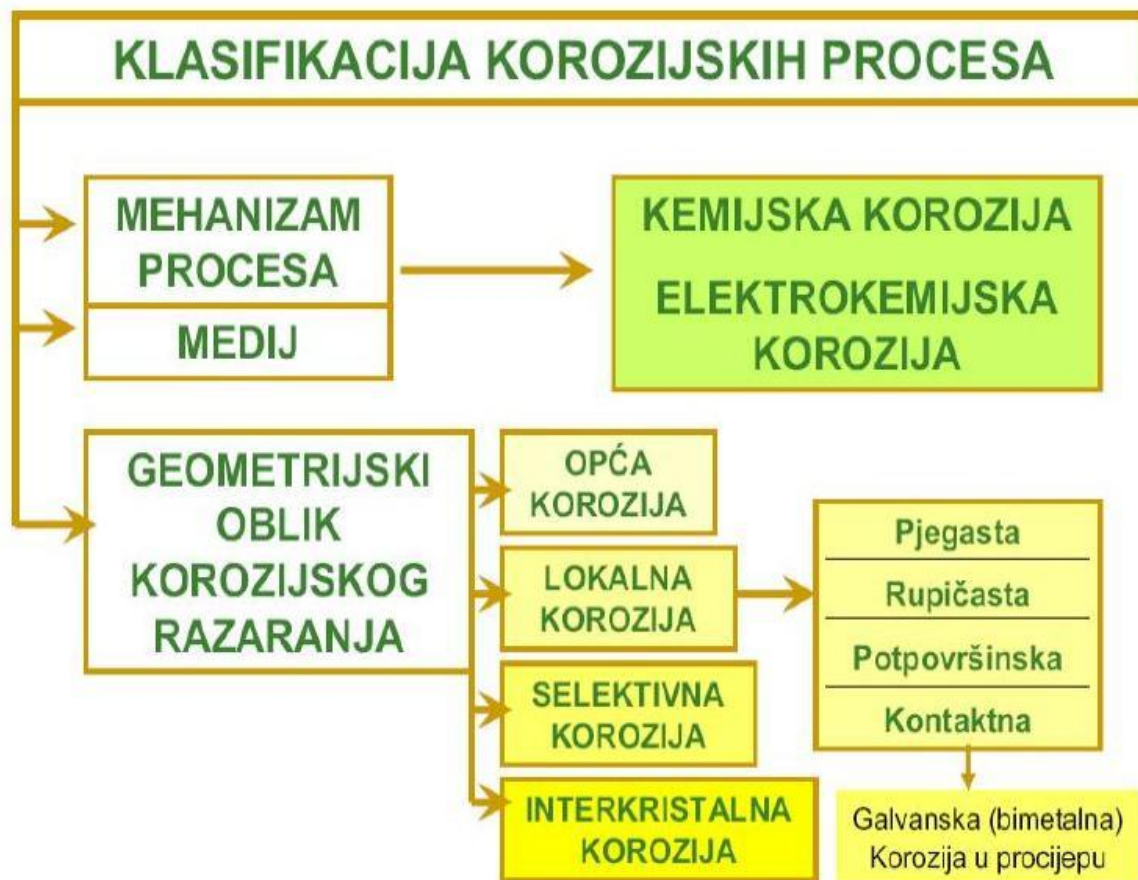 KLASIFIKACIJA KOROZIJSKIH PROCESA
MEHANIZAM
PROCESA
MEDIJ
KEMIJSKA KOROZIJA
ELEKTROKEMIJSKA
KOROZIJA
GEOMETRIJSKI
OBLIK
KOROZIJSKOG
RAZARANJA
OPĆA
KOROZIJA
LOKALNA
KOROZIJA
SELEKTIVNA
KOROZIJA
INTERKRISTALNA
KOROZIJA
Pjegasta
Rupičasta
Potpovršinska
Kontaktna
Galvanska (bimetalna)
Korozija u procijepu